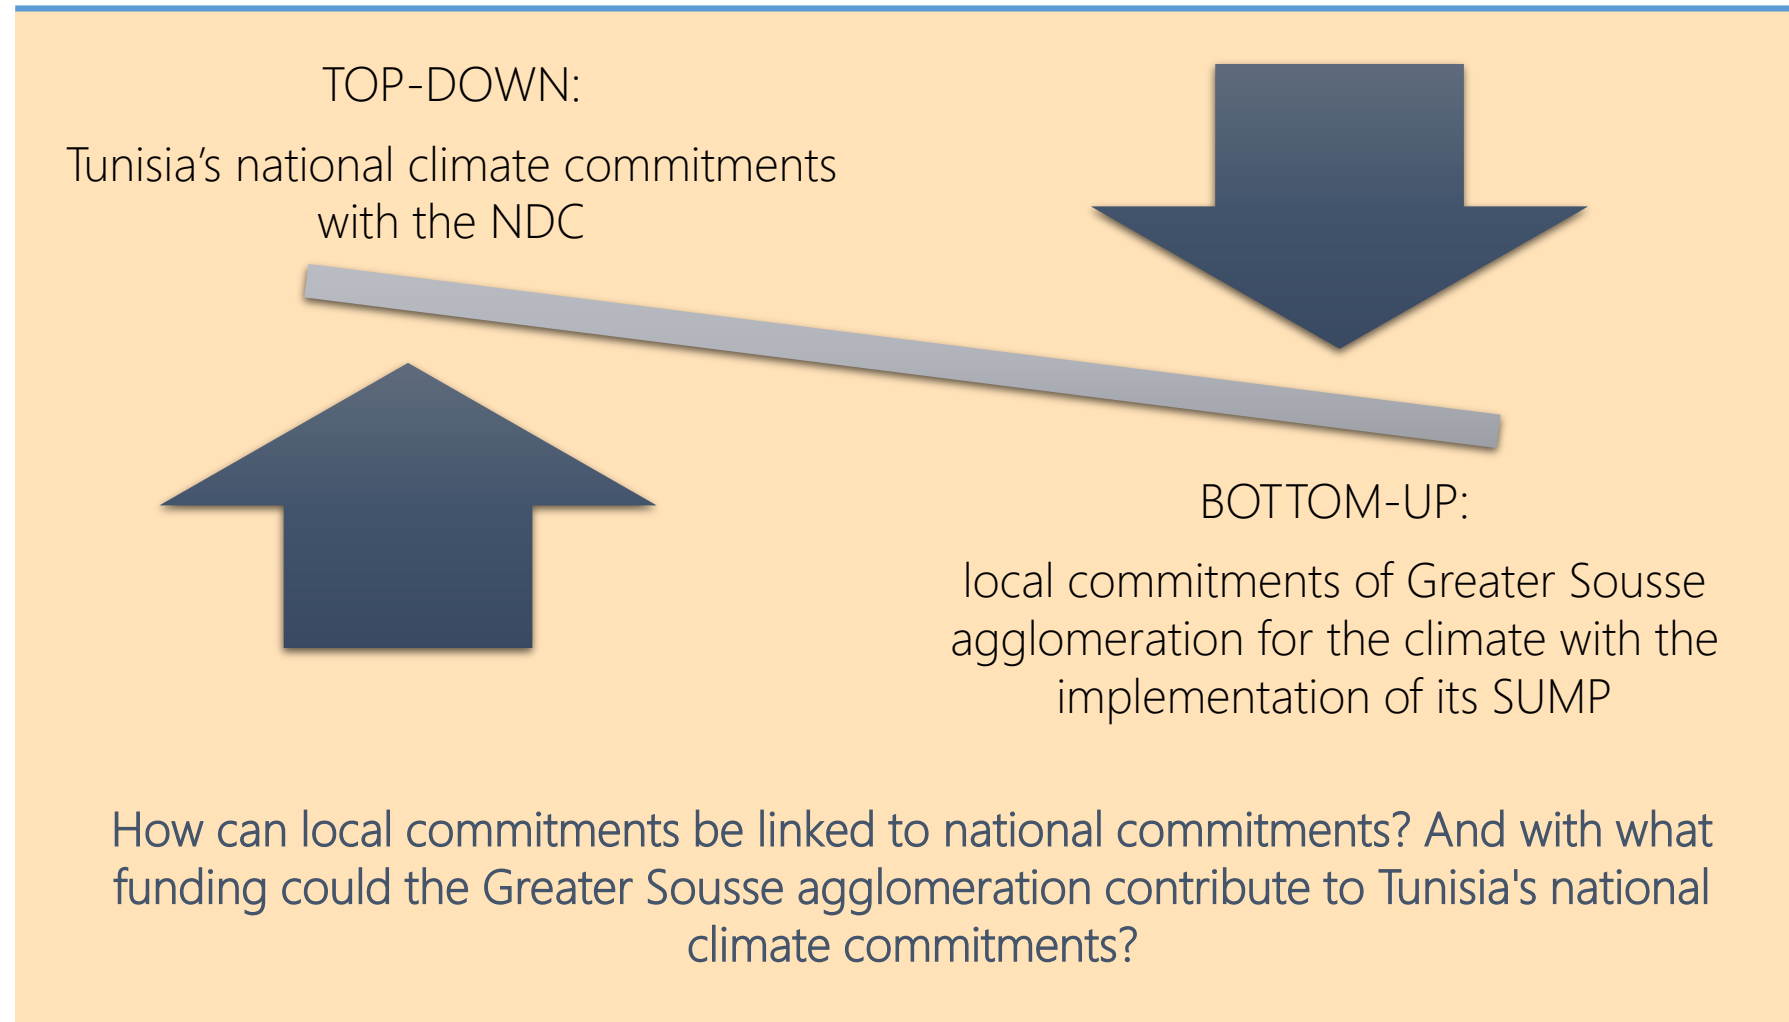 TOP-DOWN:
Tunisia’s national climate commitments
with the NDC
BOTTOM-UP:
local commitments of Greater Sousse
agglomeration for the climate with the
implementation of its SUMP
How can local commitments be linked to national commitments? And with what
funding could the Greater Sousse agglomeration contribute to Tunisia's national
climate commitments?